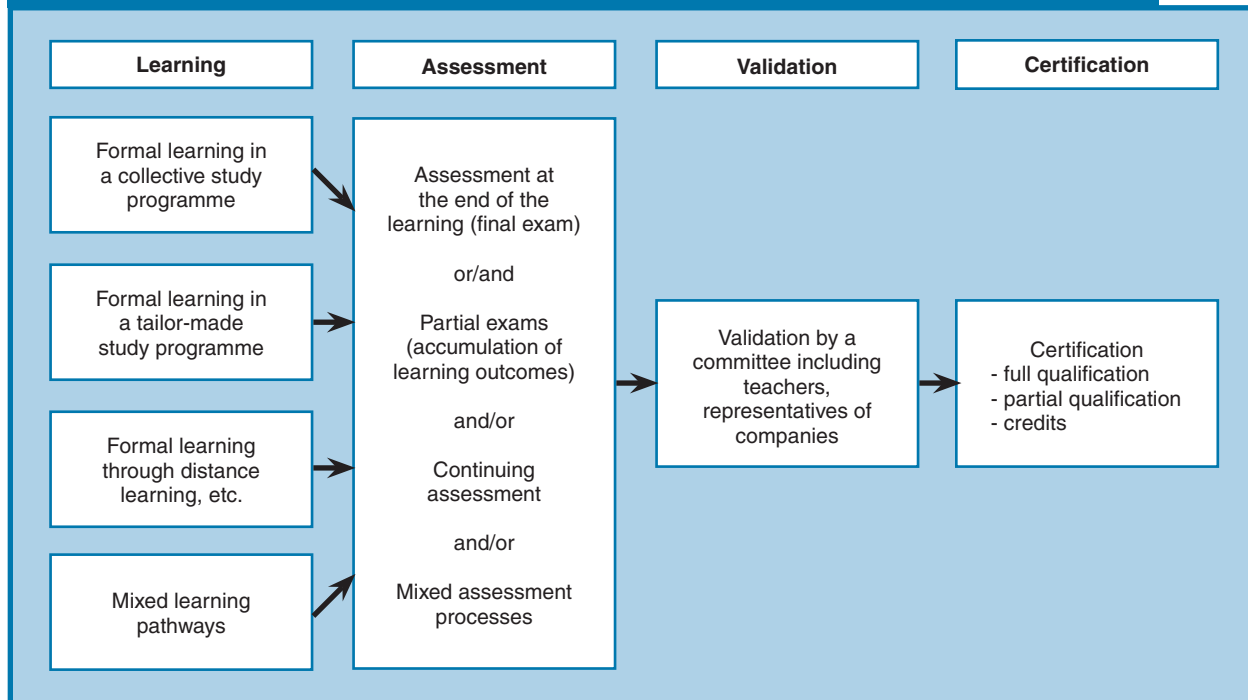 Learning
Assessment
Validation
Certification
Formal learning in
a collective study
programme
Formal learning in
a tailor-made
study programme
Formal learning
through distance
learning, etc.
Mixed learning
pathways
Assessment at
the end of the
learning (final exam)
or/and
Partial exams
(accumulation of
learning outcomes)
and/or
Continuing
assessment
and/or
Mixed assessment
processes
Validation by a
committee including
teachers,
representatives of
companies
Certification
- full qualification
- partial qualification
- credits